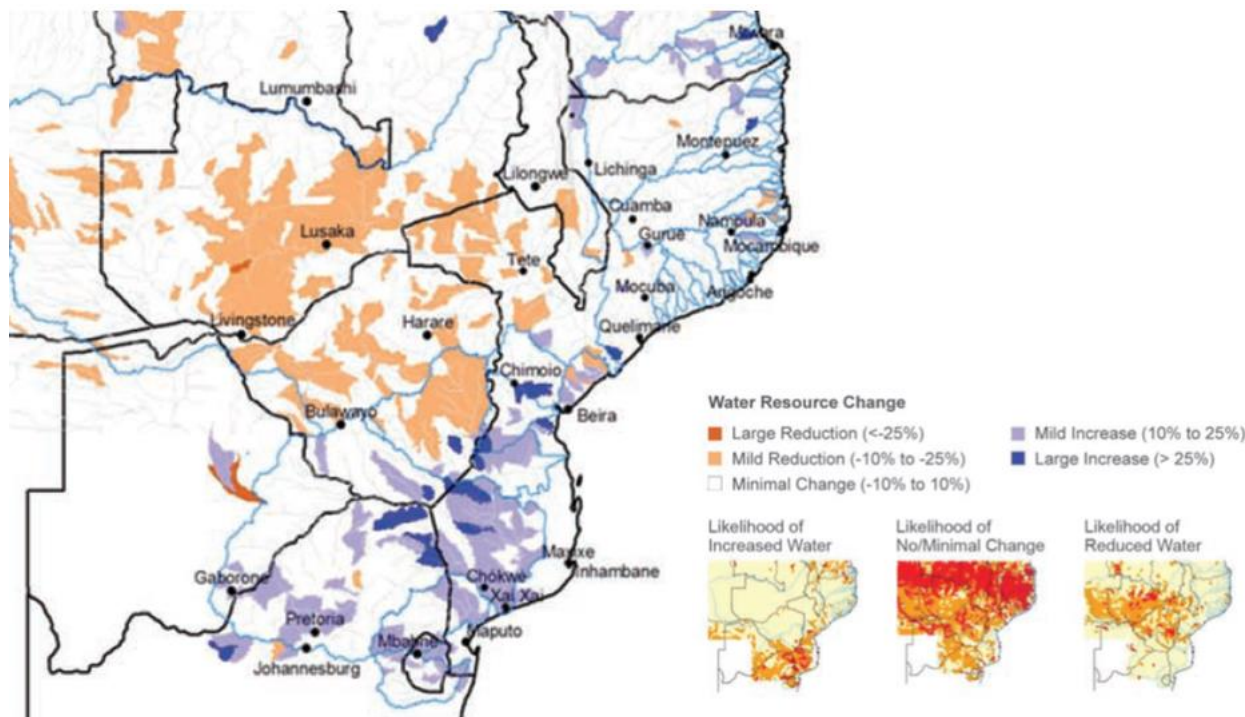 Mtwara
Lumumbashi
Montepuez
Lichinga
Lilongwe
Cuamba
Nampula
Lusaka
Gurue
Mocambique
Tete
Mocuba
Angoche
Livingstone
Harare
Quelimane
Chimoio
Bulawayo
Beira
Maxixe
Inhambane
Gaborone
Chokwe
Xai Xai
Pretoria
Mbabne
Maputo
Johannesburg
Water Resource Change
Large Reduction (<-25%)
Mild Reduction (-10% to -25%)
Minimal Change (-10% to 10%)
Mild Increase (10% to 25%)
Large Increase (> 25%)
Likelihood of
Increased Water
Likelihood of
No/Minimal Change
Likelihood of
Reduced Water